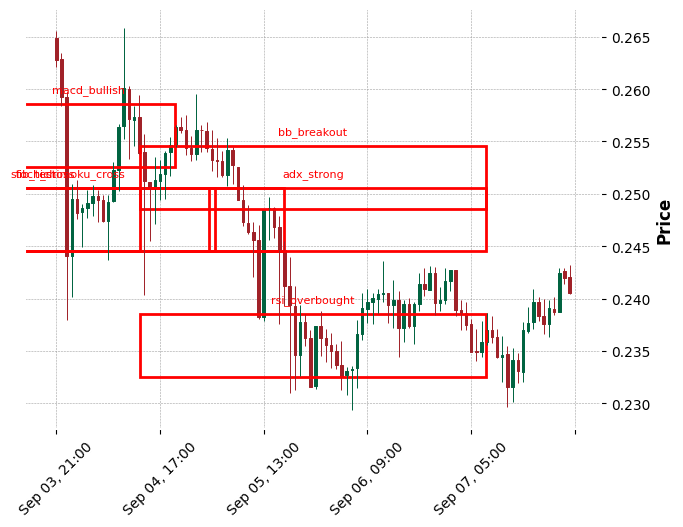 0.265
macd_bullish
0.260
bb_breakout
0.255
adx_strong
0.250
0.245
rsi_overbought
0.240
0.235
0.230
Price
Sep 03, 21:00
Sep 04, 17:00
Sep 05, 13:00
Sep 06, 09:00
Sep 07, 05:00